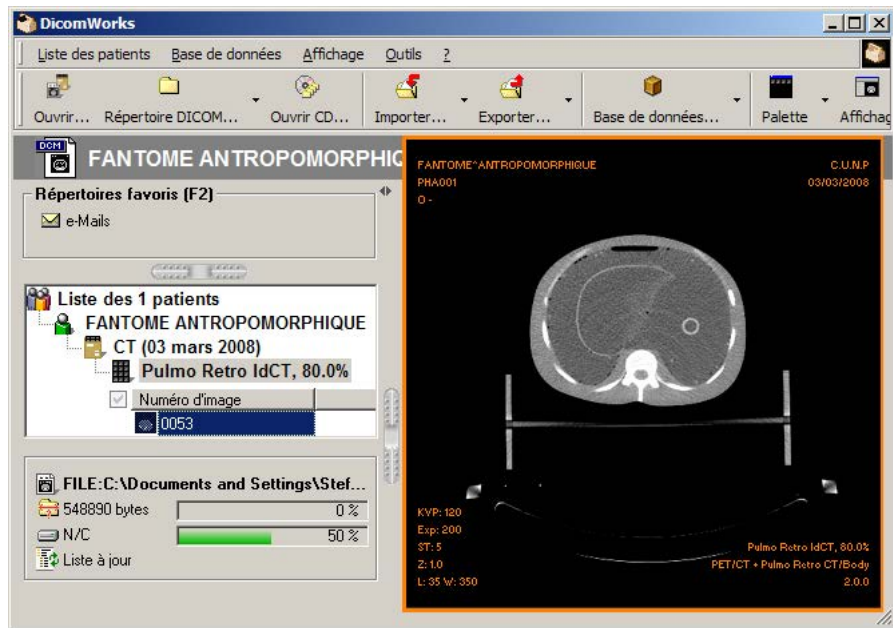 DicomWorks
Liste des patients Base de données Affichage Outils ?
Ouvrir... Répertoire DICOM... Ouvrir CD... Importer... Exporter... Base de données... Palette Affichag
DCM
FANTOME ANTROPOMORPHIQ
Répertoires favoris (F2)
e-Mails
Liste des 1 patients
FANTOME ANTROPOMORPHIQUE
CT (03 mars 2008)
Pulmo Retro IdCT, 80.0%
Numéro d'image
0053
FILE:C:\Documents and Settings\Stef...
548890 bytes 0 %
N/C 50 %
Liste à jour
FANTOME^ANTROPOMORPHIQUE C.U.N.P
PHA001 03/03/2008
O -
KVP: 120
Exp: 200
ST: 5 Pulmo Retro IdCT, 80.0%
Z: 1.0 PET/CT + Pulmo Retro CT/Body
L: 35 W: 350 2.0.0